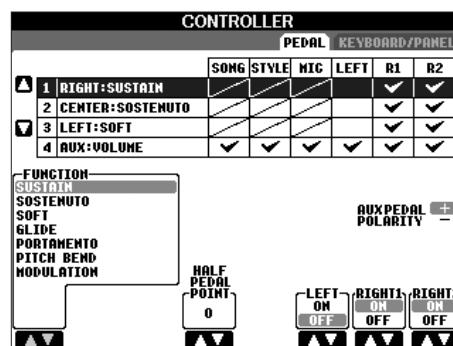 CONTROLLER
PEDAL KEYBOARD/PANEL
SONG STYLE MIC LEFT R1 R2
1 RIGHT:SUSTAIN
2 CENTER:SOSTENUTO
3 LEFT:SOFT
4 AUX:VOLUME
FUNCTION
SUSTAIN
SOSTENUTO
SOFT
GLIDE
PORTAMENTO
PITCH BEND
MODULATION
AUX PEDAL +
POLARITY -
HALF
PEDAL
POINT
0
LEFT RIGHT1 RIGHT
ON ON ON
OFF OFF OFF